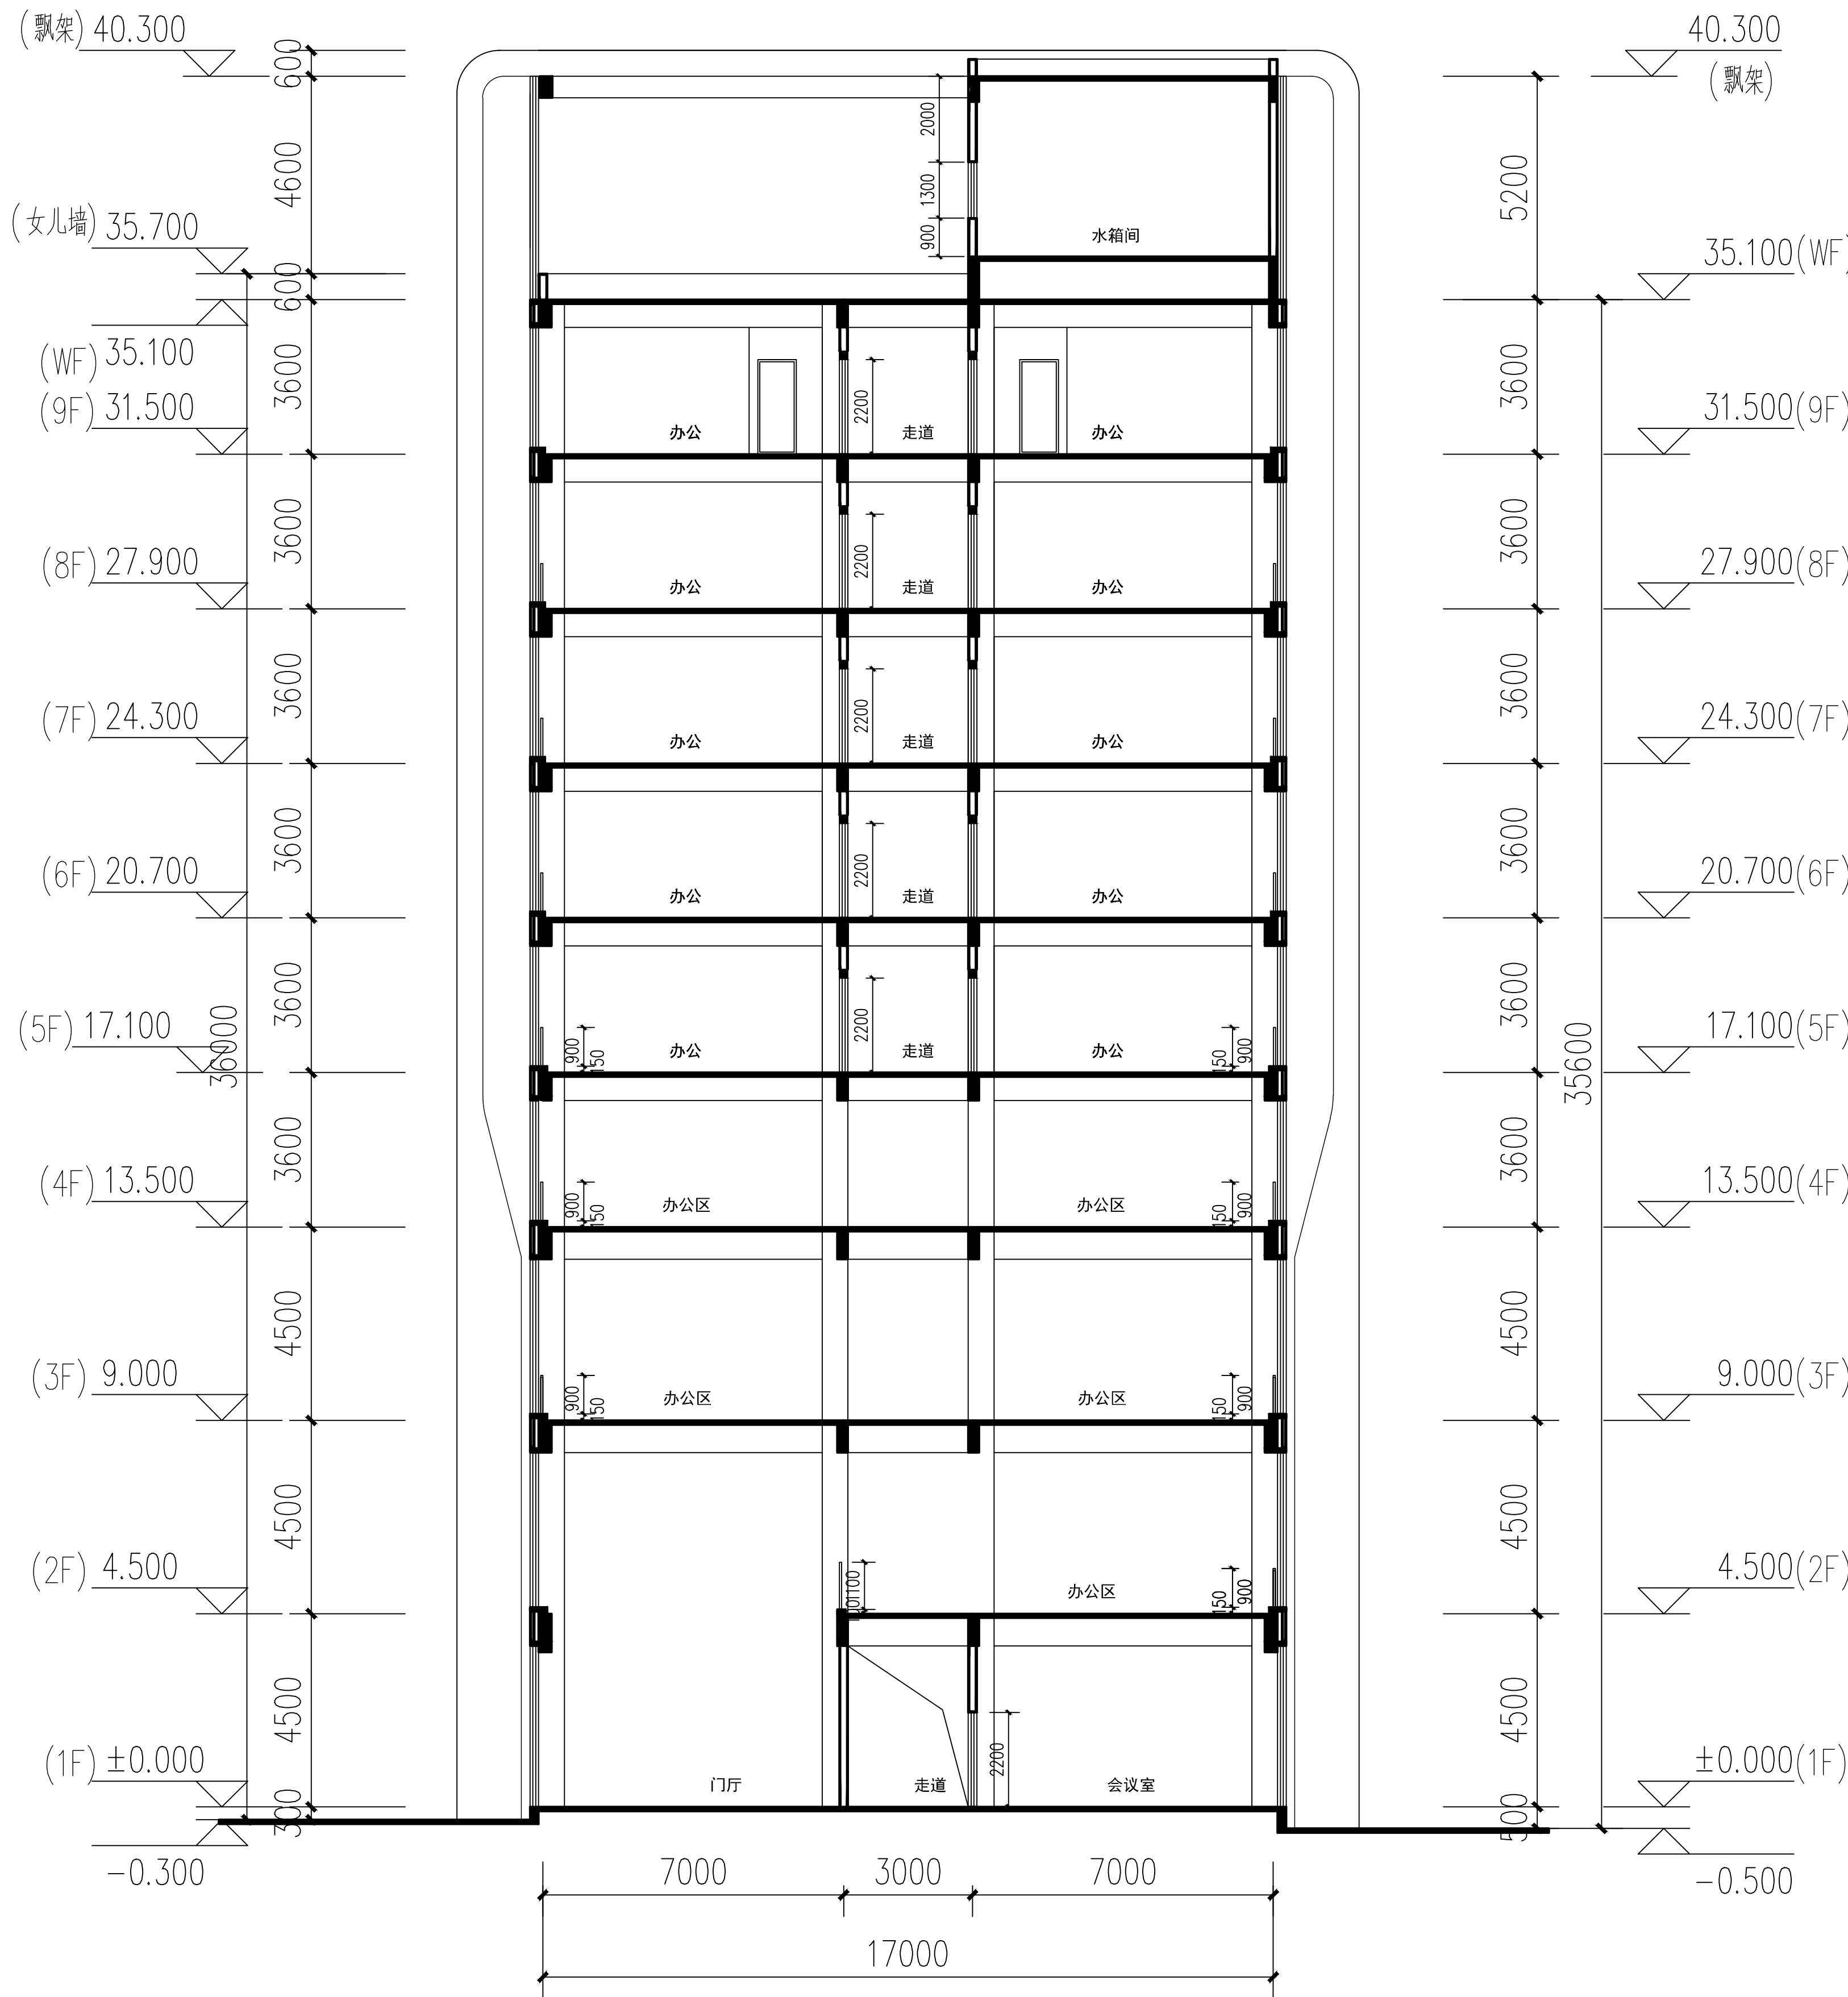 (飘架) 40.300
600
4600
(女儿墙) 35.700
600
(WF) 35.100
3600
(9F) 31.500
3600
(8F) 27.900
3600
(7F) 24.300
3600
(6F) 20.700
3600
36000
(5F) 17.100
3600
(4F) 13.500
4500
(3F) 9.000
4500
(2F) 4.500
4500
(1F) ±0.000
300
-0.300
2000
1300
900
水箱间
办公
2200
走道
办公
办公
2200
走道
办公
办公
2200
走道
办公
办公
2200
走道
办公
900
150
办公
2200
走道
办公
150
900
900
150
办公区
办公区
150
900
900
150
办公区
办公区
150
900
1100
办公区
150
900
门厅
走道
2200
会议室
7000
3000
7000
17000
40.300
(飘架)
5200
35.100(WF)
3600
31.500(9F)
3600
27.900(8F)
3600
24.300(7F)
3600
20.700(6F)
3600
35600
17.100(5F)
3600
13.500(4F)
4500
9.000(3F)
4500
4.500(2F)
4500
±0.000(1F)
500
-0.500